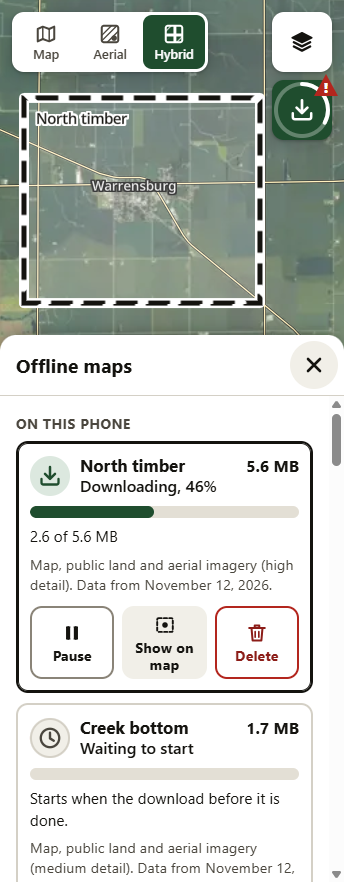 Map
Aerial
Hybrid
North timber
Warrensburg
Offline maps
ON THIS PHONE
North timber
5.6 MB
Downloading, 46%
2.6 of 5.6 MB
Map, public land and aerial imagery (high
detail). Data from November 12, 2026.
Pause
Show on
map
Delete
Creek bottom
1.7 MB
Waiting to start
Starts when the download before it is
done.
Map, public land and aerial imagery
(medium detail). Data from November 12,